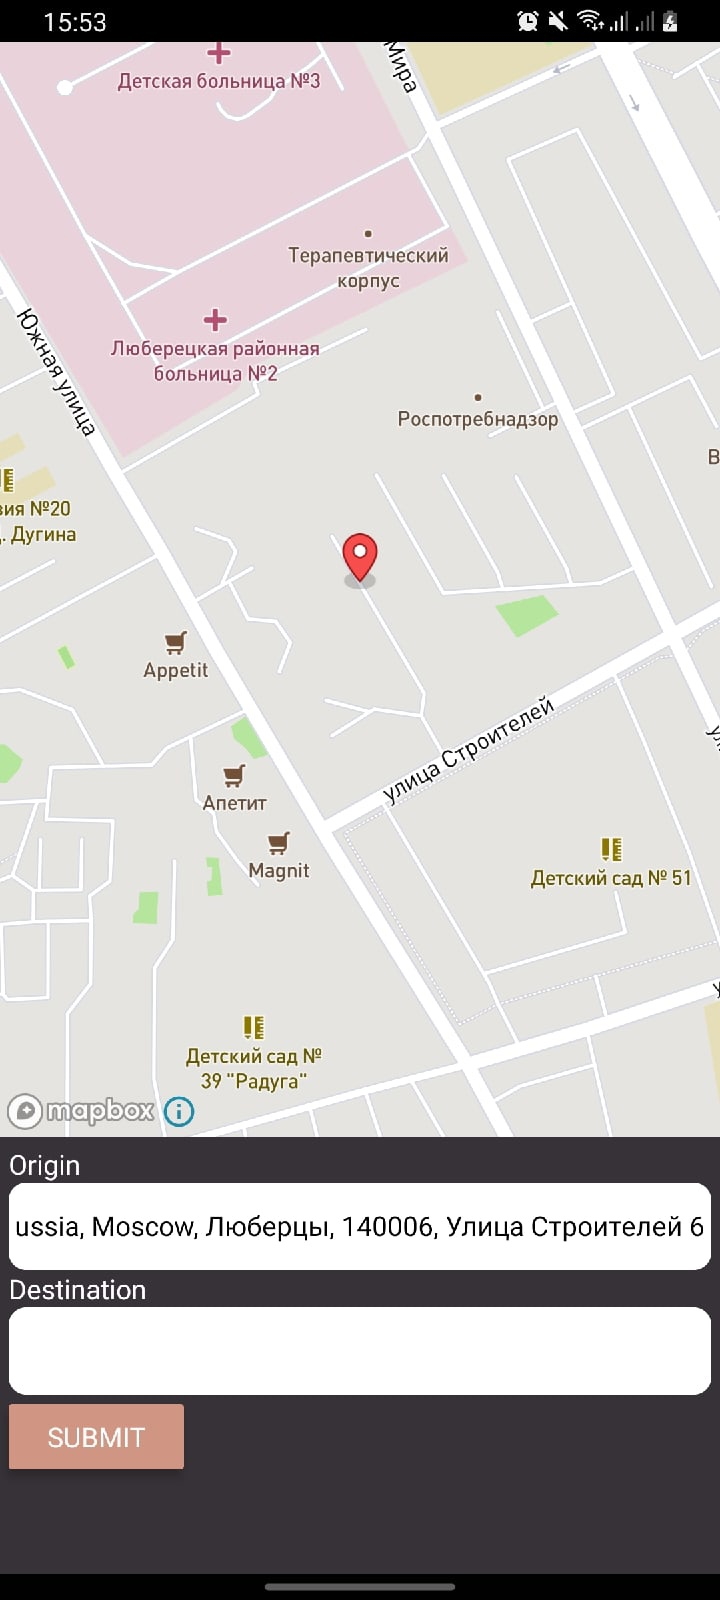 15:53
Мира
Детская больница №3
Терапевтический
корпус
Люберецкая районная
больница №2
Южная улица
Роспотребнадзор
В
вия №20
. Дугина
Appetit
улица Строителей
Апетит
Magnit
Детский сад № 51
Детский сад №
39 "Радуга"
mapbox
Origin
ussia, Moscow, Люберцы, 140006, Улица Строителей 6
Destination
SUBMIT